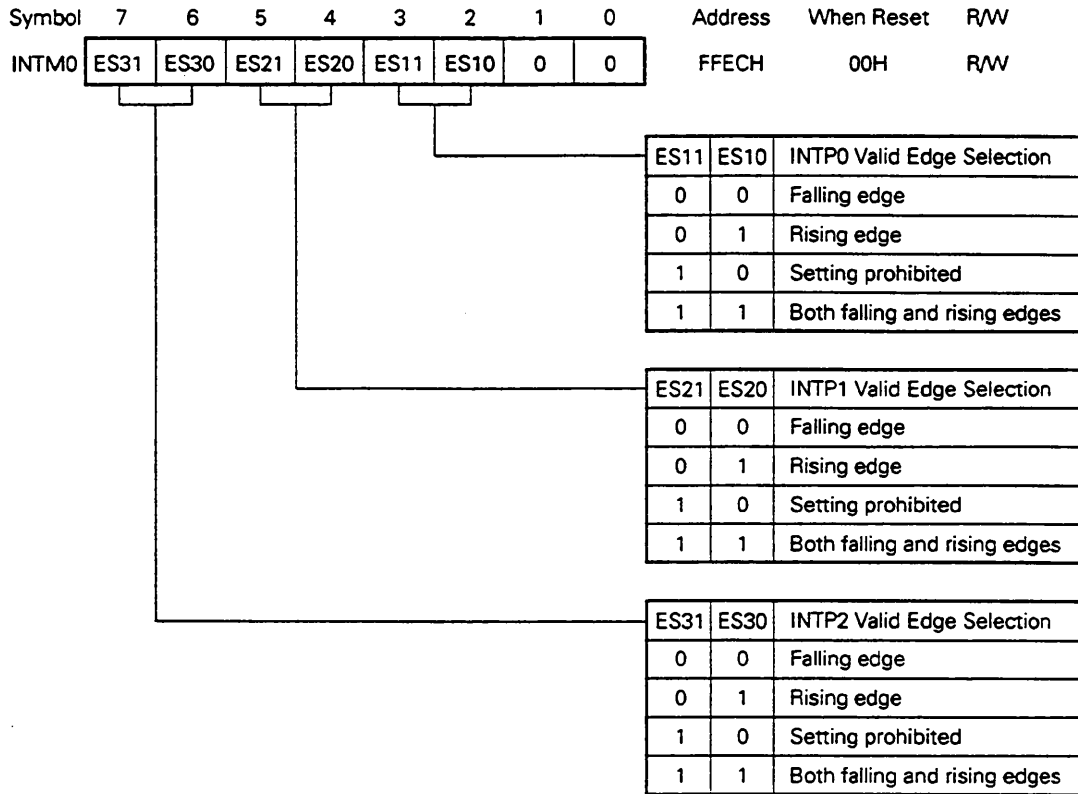 Symbol 7 6 5 4 3 2 1 0 Address When Reset R/W
INTM0 ES31 ES30 ES21 ES20 ES11 ES10 0 0 FFECH 00H R/W
ES11 ES10 INTP0 Valid Edge Selection
0 0 Falling edge
0 1 Rising edge
1 0 Setting prohibited
1 1 Both falling and rising edges
ES21 ES20 INTP1 Valid Edge Selection
0 0 Falling edge
0 1 Rising edge
1 0 Setting prohibited
1 1 Both falling and rising edges
ES31 ES30 INTP2 Valid Edge Selection
0 0 Falling edge
0 1 Rising edge
1 0 Setting prohibited
1 1 Both falling and rising edges